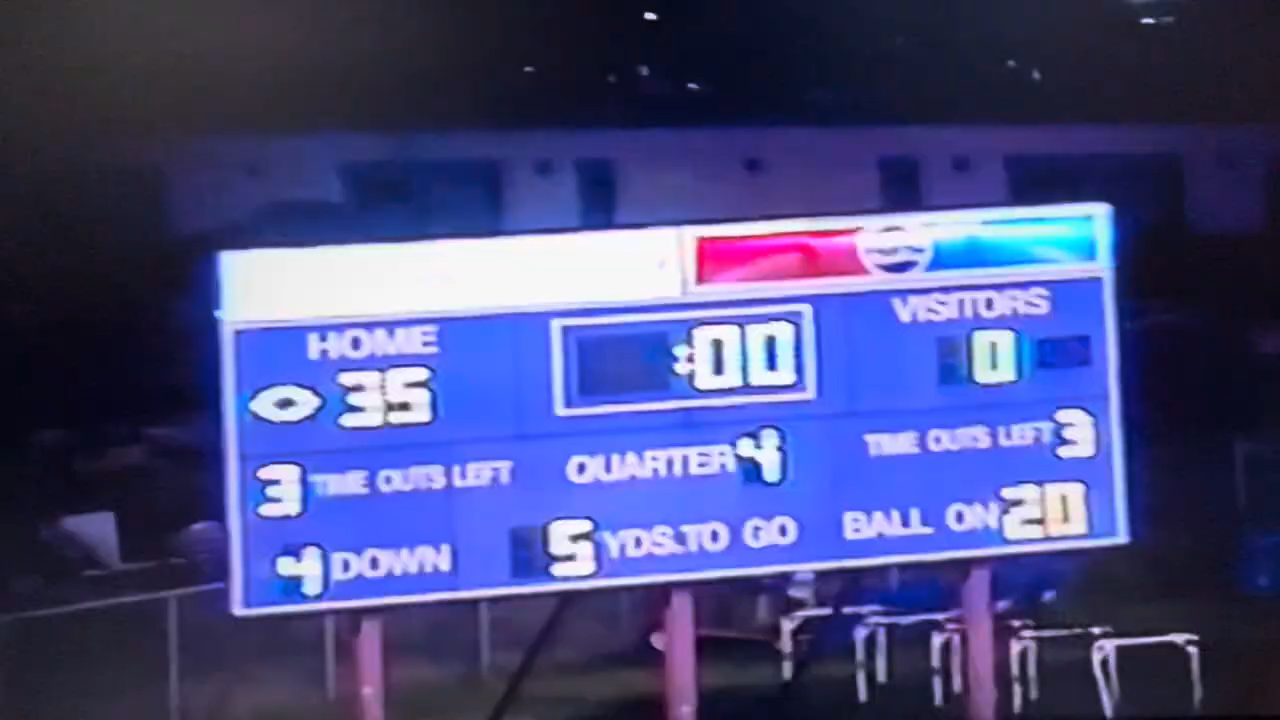 HOME :00 VISITORS
35 0
3 TIME OUTS LEFT QUARTER 4 TIME OUTS LEFT 3
4 DOWN 5 YDS.TO GO BALL ON 20